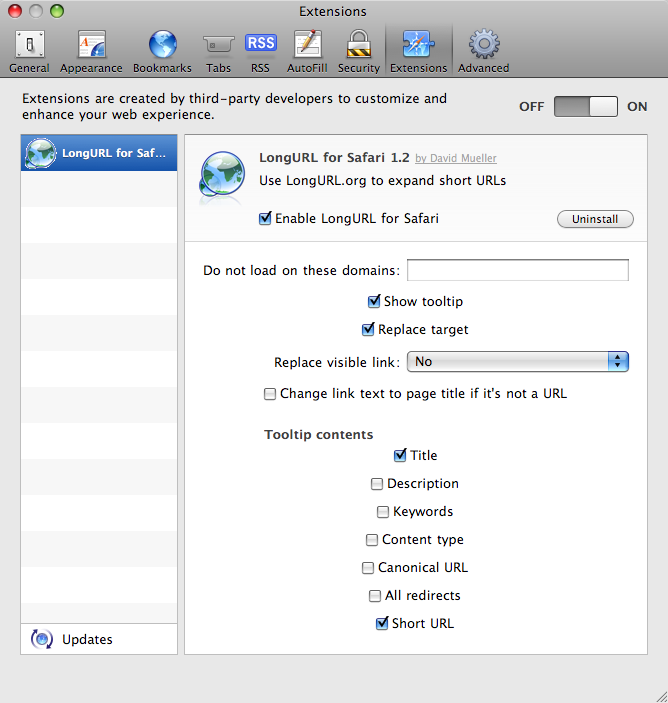 Extensions
General Appearance Bookmarks Tabs RSS RSS AutoFill Security Extensions Advanced
Extensions are created by third-party developers to customize and
enhance your web experience.
OFF ON
LongURL for Saf...
LongURL for Safari 1.2 by David Mueller
Use LongURL.org to expand short URLs
Enable LongURL for Safari
Uninstall
Do not load on these domains:
Show tooltip
Replace target
Replace visible link: No
Change link text to page title if it's not a URL
Tooltip contents
Title
Description
Keywords
Content type
Canonical URL
All redirects
Short URL
Updates